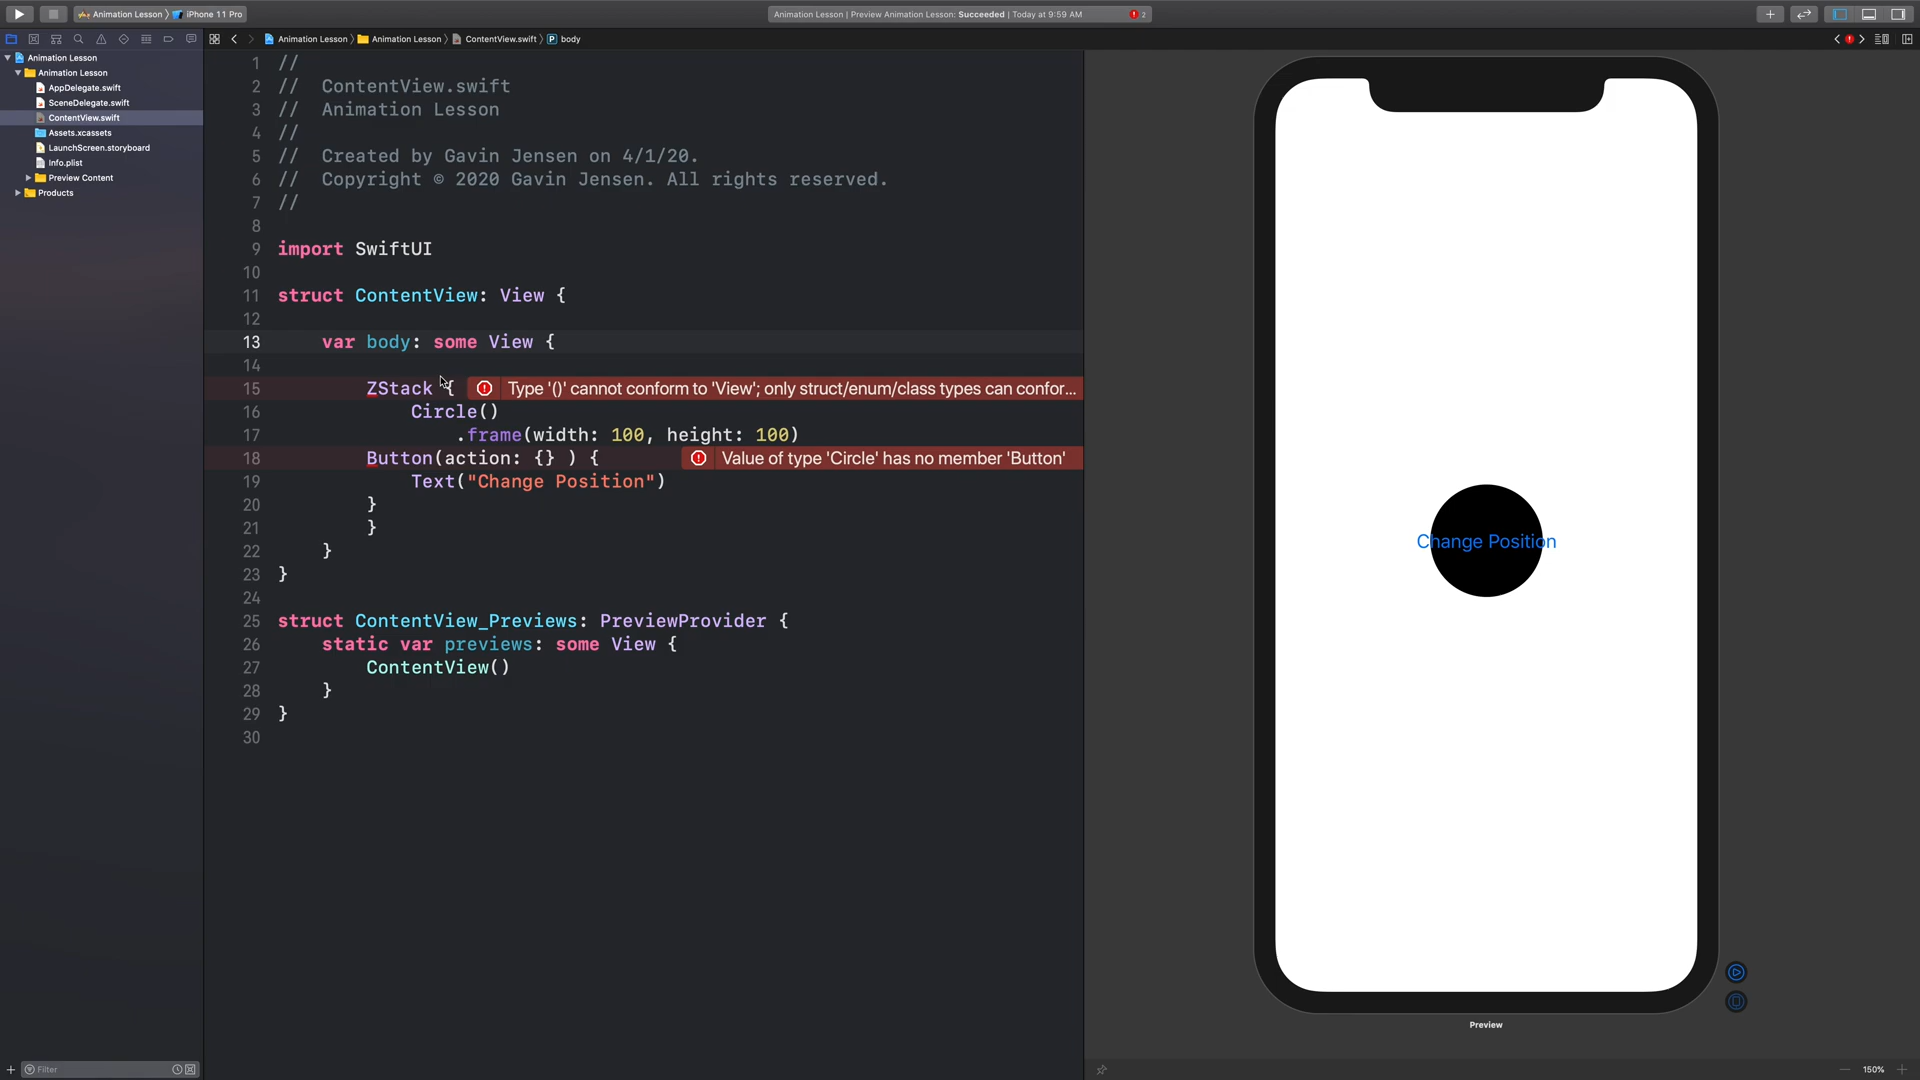 Animation Lesson 〉 iPhone 11 Pro
Animation Lesson | Preview Animation Lesson: Succeeded | Today at 9:59 AM
2
Animation Lesson 〉 Animation Lesson 〉 ContentView.swift 〉 P body
Animation Lesson
Animation Lesson
AppDelegate.swift
SceneDelegate.swift
ContentView.swift
Assets.xcassets
LaunchScreen.storyboard
Info.plist
Preview Content
Products
Filter
1 //
2 //  ContentView.swift
3 //  Animation Lesson
4 //
5 //  Created by Gavin Jensen on 4/1/20.
6 //  Copyright © 2020 Gavin Jensen. All rights reserved.
7 //
8
9 import SwiftUI
10
11 struct ContentView: View {
12
13     var body: some View {
14
15         ZStack { Type '()' cannot conform to 'View'; only struct/enum/class types can confor...
16             Circle()
17                 .frame(width: 100, height: 100)
18         Button(action: {} ) { Value of type 'Circle' has no member 'Button'
19             Text("Change Position")
20         }
21         }
22     }
23 }
24
25 struct ContentView_Previews: PreviewProvider {
26     static var previews: some View {
27         ContentView()
28     }
29 }
30
Change Position
Preview
150%